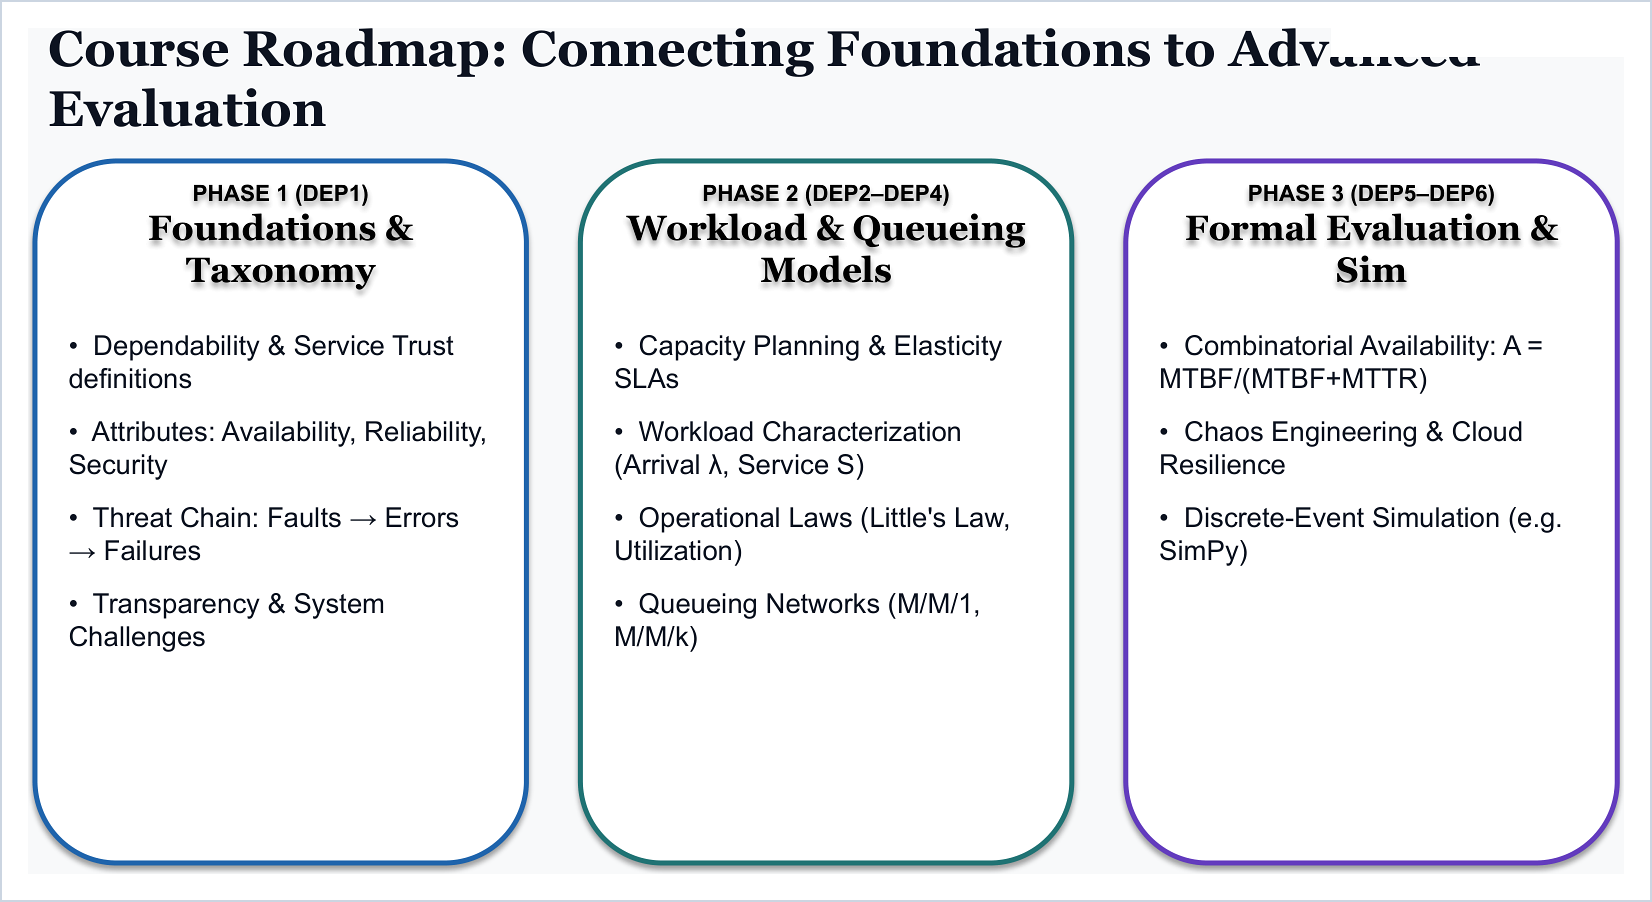 Course Roadmap: Connecting Foundations to Advanced
Evaluation
PHASE 1 (DEP1)
Foundations &
Taxonomy
• Dependability & Service Trust
definitions
• Attributes: Availability, Reliability,
Security
• Threat Chain: Faults → Errors
→ Failures
• Transparency & System
Challenges
PHASE 2 (DEP2–DEP4)
Workload & Queueing
Models
• Capacity Planning & Elasticity
SLAs
• Workload Characterization
(Arrival λ, Service S)
• Operational Laws (Little's Law,
Utilization)
• Queueing Networks (M/M/1,
M/M/k)
PHASE 3 (DEP5–DEP6)
Formal Evaluation &
Sim
• Combinatorial Availability: A =
MTBF/(MTBF+MTTR)
• Chaos Engineering & Cloud
Resilience
• Discrete-Event Simulation (e.g.
SimPy)